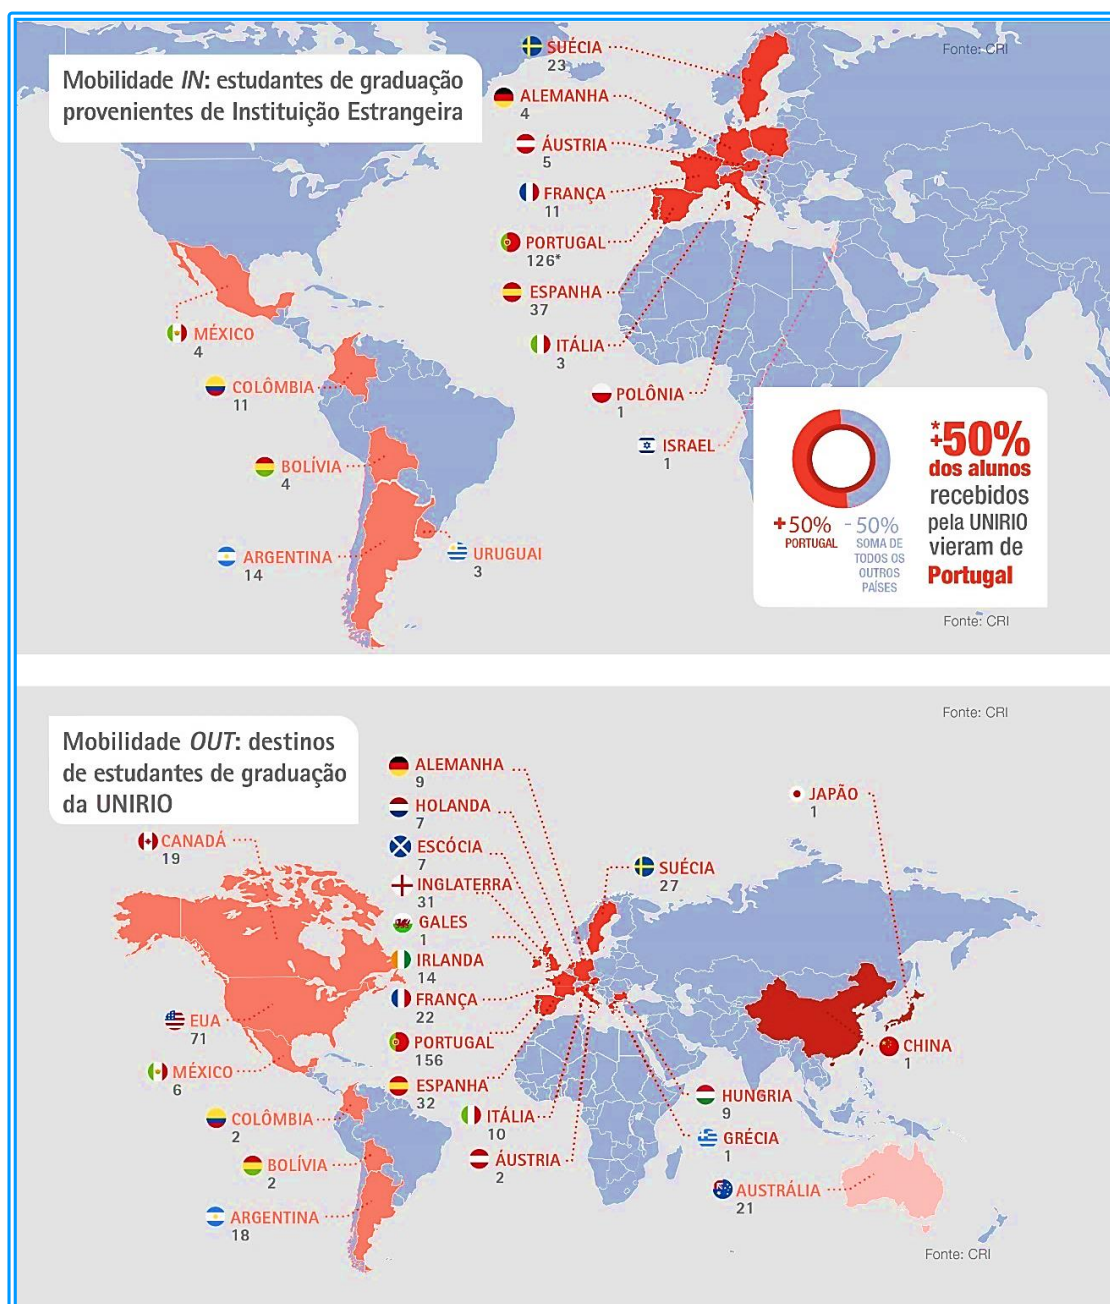 Fonte: CRI
Mobilidade IN: estudantes de graduação
provenientes de Instituição Estrangeira
SUÉCIA
23
ALEMANHA
4
ÁUSTRIA
5
FRANÇA
11
PORTUGAL
126*
ESPANHA
37
ITÁLIA
3
POLÔNIA
1
ISRAEL
1
MÉXICO
4
COLÔMBIA
11
BOLÍVIA
4
ARGENTINA
14
URUGUAI
3
+50%
PORTUGAL
- 50%
SOMA DE
TODOS OS
OUTROS
PAÍSES
*+50%
dos alunos
recebidos
pela UNIRIO
vieram de
Portugal
Fonte: CRI
Fonte: CRI
Mobilidade OUT: destinos
de estudantes de graduação
da UNIRIO
ALEMANHA
9
HOLANDA
7
ESCÓCIA
7
INGLATERRA
31
GALES
1
IRLANDA
14
FRANÇA
22
PORTUGAL
156
ESPANHA
32
ITÁLIA
10
ÁUSTRIA
2
SUÉCIA
27
JAPÃO
1
CHINA
1
HUNGRIA
9
GRÉCIA
1
AUSTRÁLIA
21
CANADÁ
19
EUA
71
MÉXICO
6
COLÔMBIA
2
BOLÍVIA
2
ARGENTINA
18
Fonte: CRI